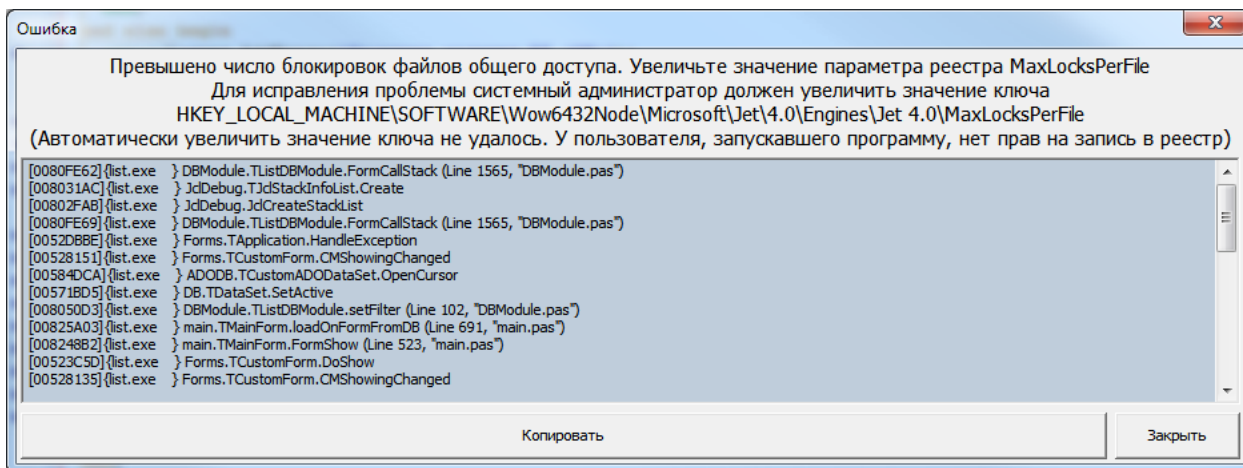 Ошибка
Превышено число блокировок файлов общего доступа. Увеличьте значение параметра реестра MaxLocksPerFile
Для исправления проблемы системный администратор должен увеличить значение ключа
HKEY_LOCAL_MACHINE\SOFTWARE\Wow6432Node\Microsoft\Jet\4.0\Engines\Jet 4.0\MaxLocksPerFile
(Автоматически увеличить значение ключа не удалось. У пользователя, запускавшего программу, нет прав на запись в реестр)
[0080FE62]{list.exe    } DBModule.TListDBModule.FormCallStack (Line 1565, "DBModule.pas")
[008031AC]{list.exe    } JclDebug.TJclStackInfoList.Create
[00802FAB]{list.exe    } JclDebug.JclCreateStackList
[0080FE69]{list.exe    } DBModule.TListDBModule.FormCallStack (Line 1565, "DBModule.pas")
[0052DBBE]{list.exe    } Forms.TApplication.HandleException
[00528151]{list.exe    } Forms.TCustomForm.CMShowingChanged
[00584DCA]{list.exe    } ADODB.TCustomADODataSet.OpenCursor
[00571BD5]{list.exe    } DB.TDataSet.SetActive
[008050D3]{list.exe    } DBModule.TListDBModule.setFilter (Line 102, "DBModule.pas")
[00825A03]{list.exe    } main.TMainForm.loadOnFormFromDB (Line 691, "main.pas")
[008248B2]{list.exe    } main.TMainForm.FormShow (Line 523, "main.pas")
[00523C5D]{list.exe    } Forms.TCustomForm.DoShow
[00528135]{list.exe    } Forms.TCustomForm.CMShowingChanged
Копировать
Закрыть